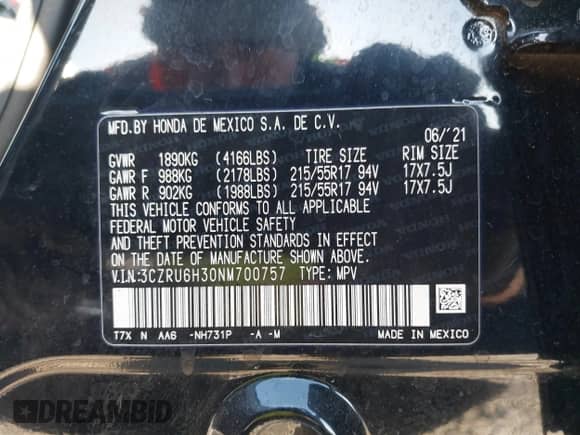 MFD.BY HONDA DE MEXICO S.A. DE C.V.
06/'21
GVWR 1890KG (4166LBS) TIRE SIZE RIM SIZE
GAWR F 988KG (2178LBS) 215/55R17 94V 17X7.5J
GAWR R 902KG (1988LBS) 215/55R17 94V 17X7.5J
THIS VEHICLE CONFORMS TO ALL APPLICABLE
FEDERAL MOTOR VEHICLE SAFETY
AND THEFT PREVENTION STANDARDS IN EFFECT
ON THE DATE OF MANUFACTURE SHOWN ABOVE.
V.I.N:3CZRU6H30NM700757 TYPE: MPV
T7X N AA6 -NH731P -A -M MADE IN MEXICO
DREAMBID